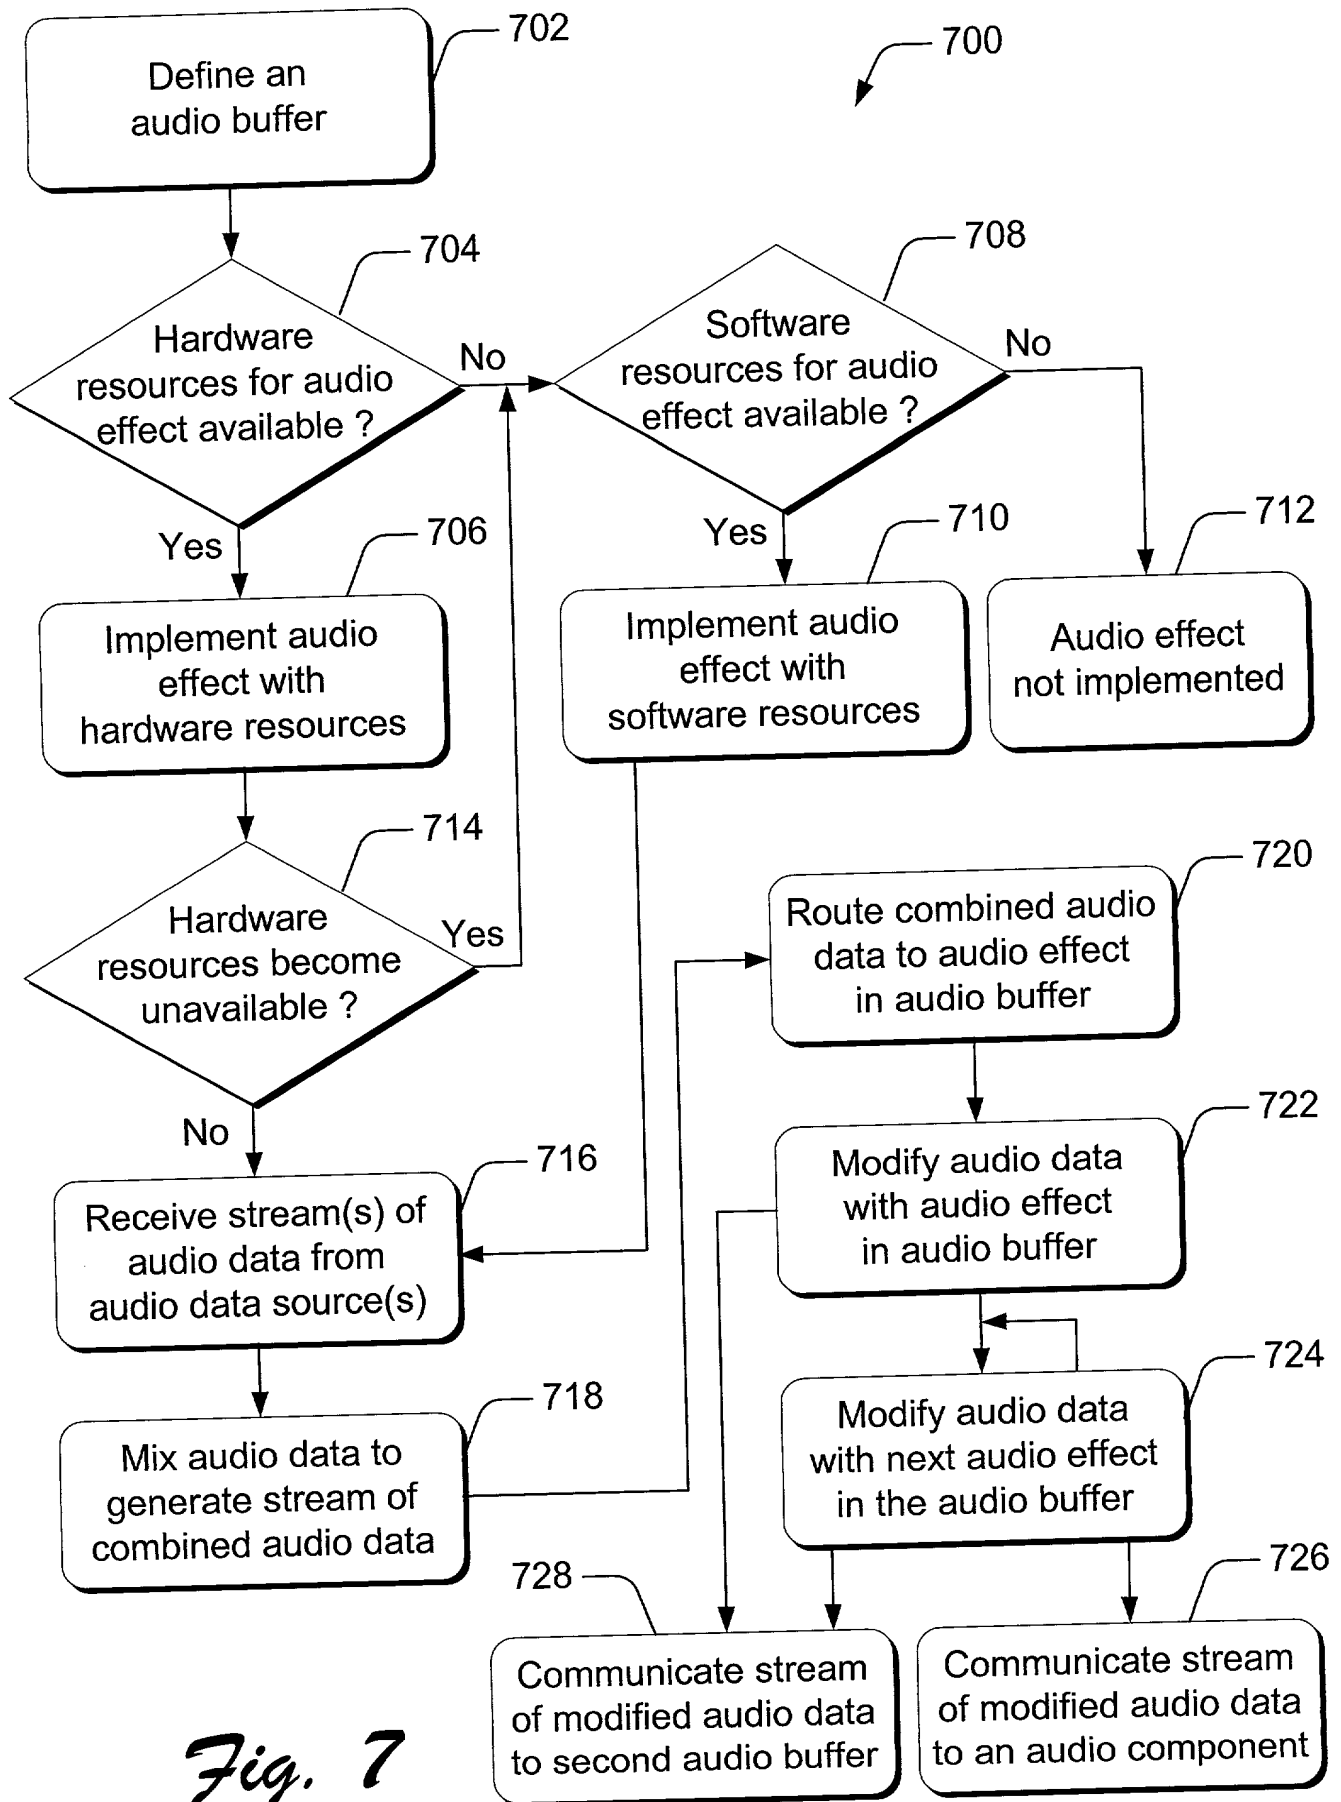 702
Define an
audio buffer
700
704
Hardware
resources for audio
effect available ?
No
Yes
708
Software
resources for audio
effect available ?
No
Yes
706
Implement audio
effect with
hardware resources
710
Implement audio
effect with
software resources
712
Audio effect
not implemented
714
Hardware
resources become
unavailable ?
Yes
No
716
Receive stream(s) of
audio data from
audio data source(s)
718
Mix audio data to
generate stream of
combined audio data
720
Route combined audio
data to audio effect
in audio buffer
722
Modify audio data
with audio effect
in audio buffer
724
Modify audio data
with next audio effect
in the audio buffer
728
Communicate stream
of modified audio data
to second audio buffer
726
Communicate stream
of modified audio data
to an audio component
Fig. 7